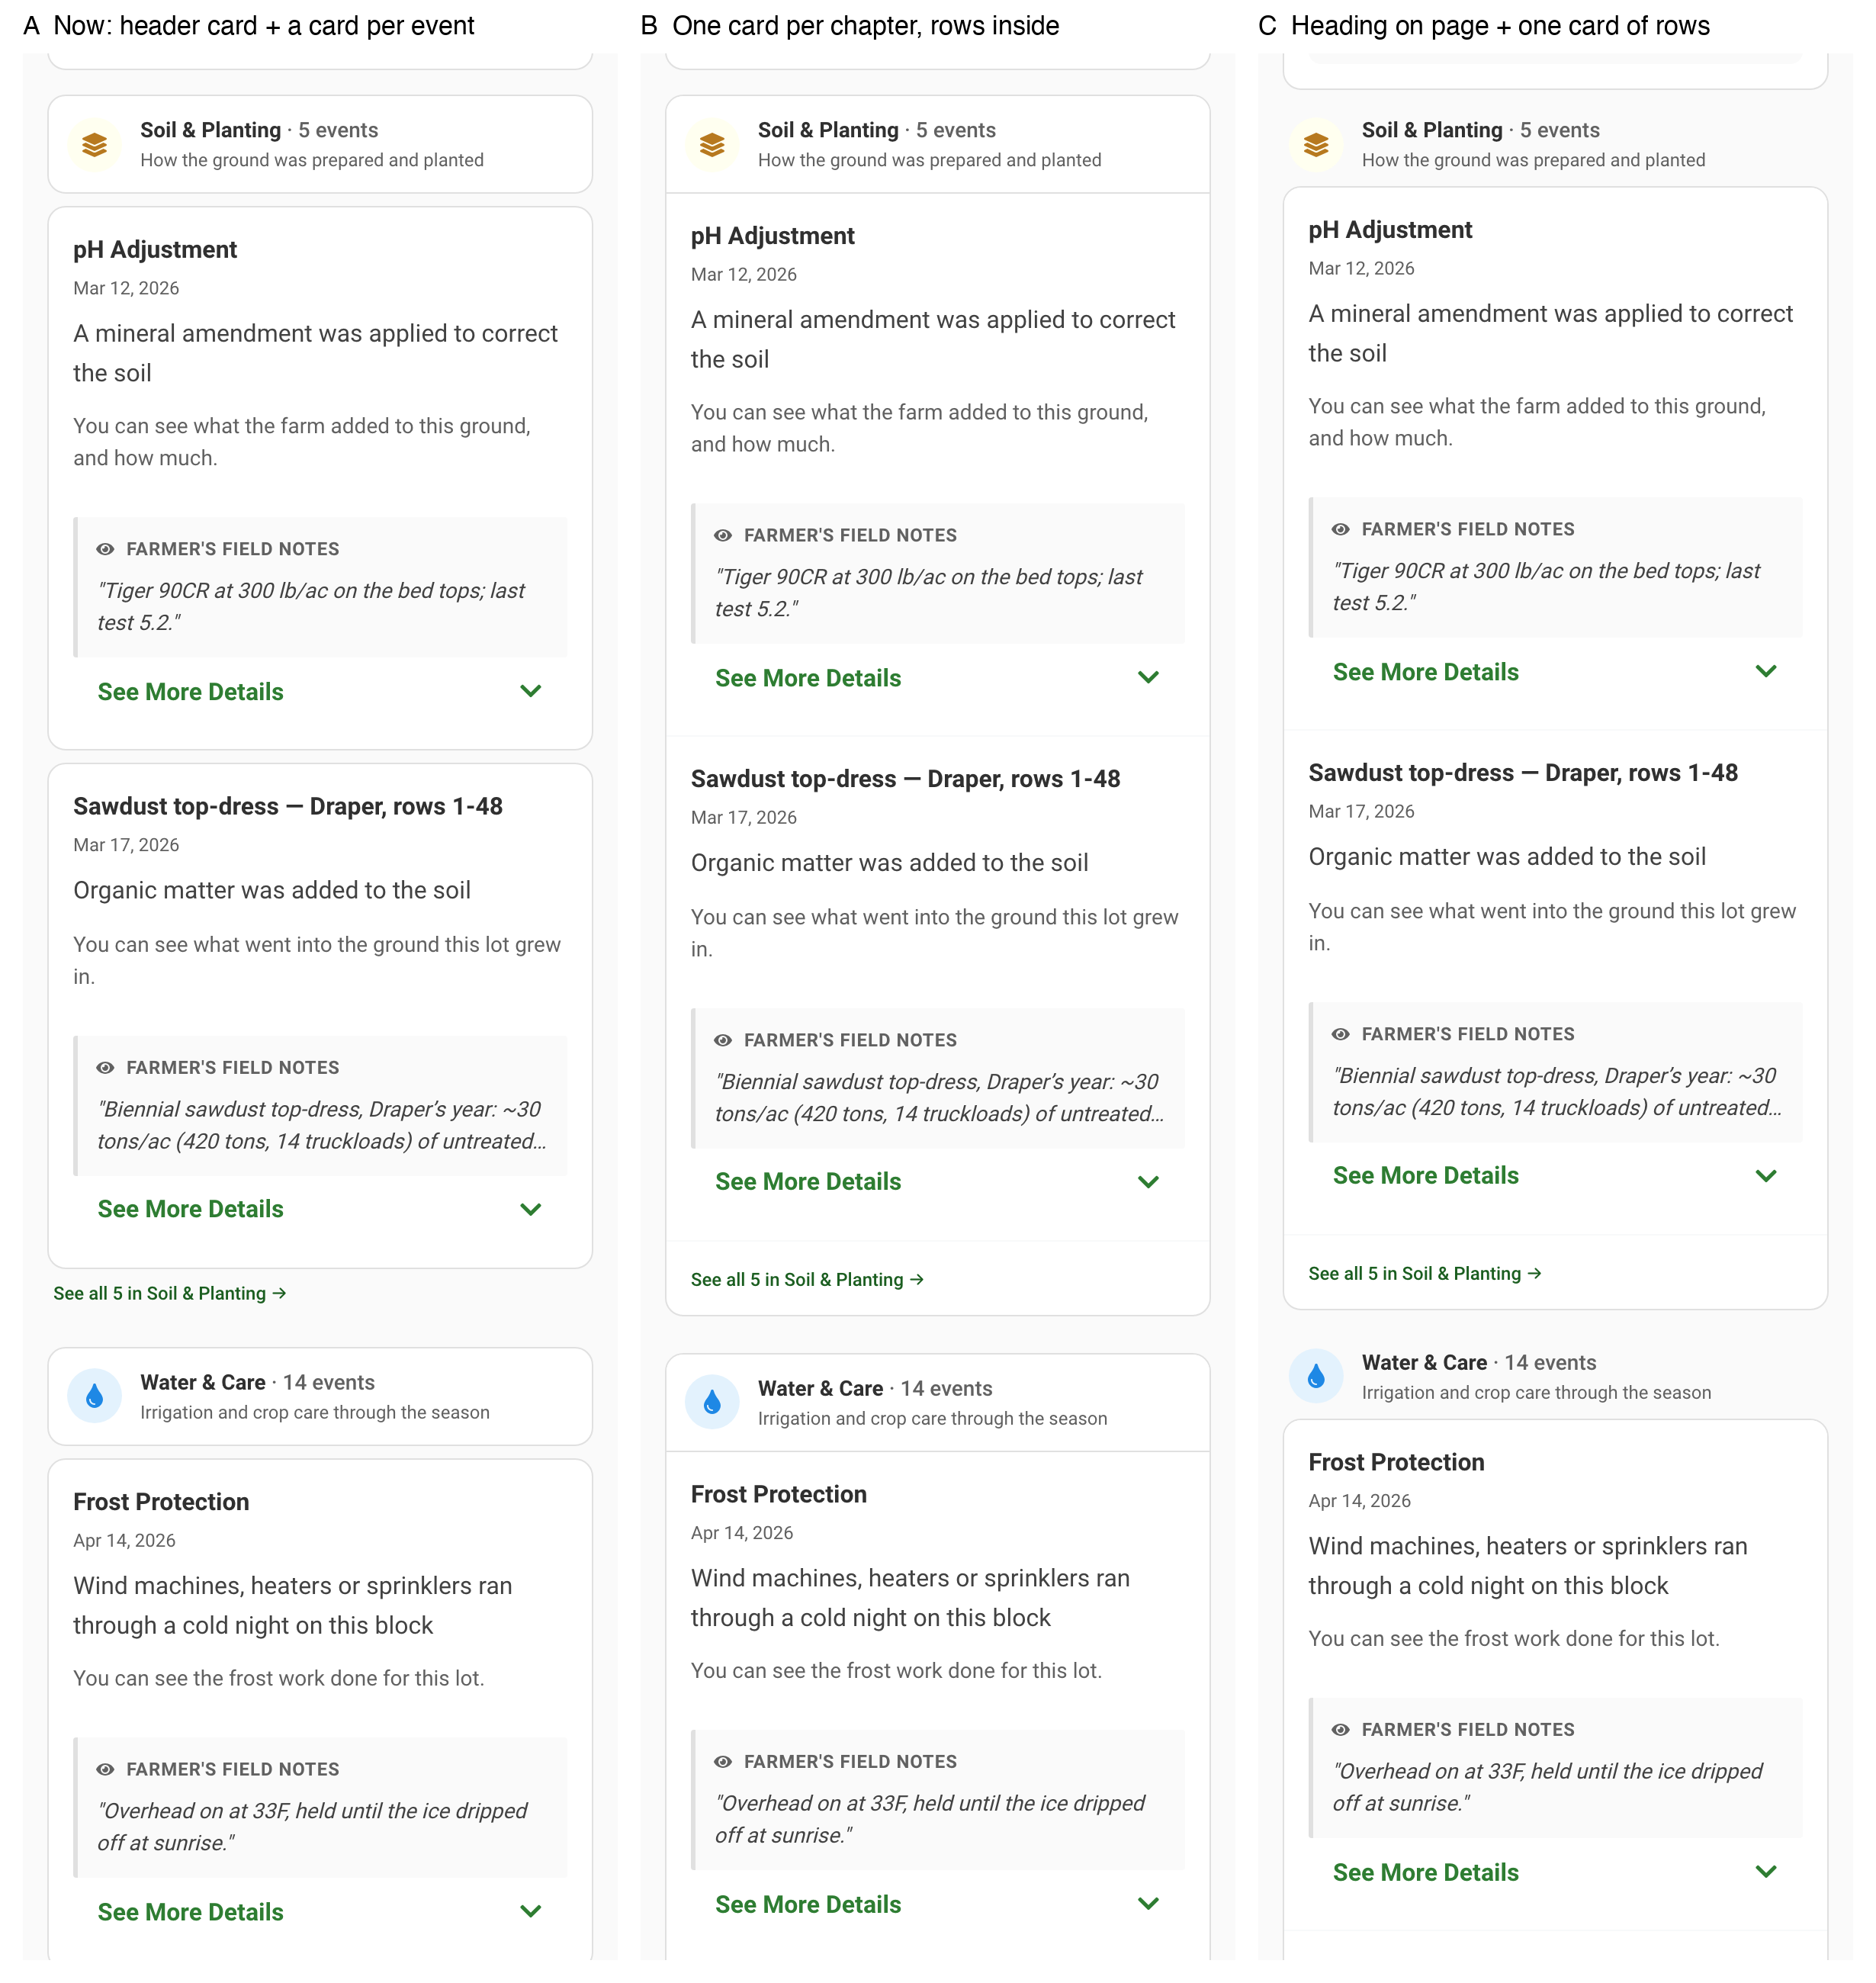 A Now: header card + a card per event
Soil & Planting · 5 events
How the ground was prepared and planted
pH Adjustment
Mar 12, 2026
A mineral amendment was applied to correct
the soil
You can see what the farm added to this ground,
and how much.
FARMER'S FIELD NOTES
"Tiger 90CR at 300 lb/ac on the bed tops; last
test 5.2."
See More Details
Sawdust top-dress — Draper, rows 1-48
Mar 17, 2026
Organic matter was added to the soil
You can see what went into the ground this lot grew
in.
FARMER'S FIELD NOTES
"Biennial sawdust top-dress, Draper’s year: ~30
tons/ac (420 tons, 14 truckloads) of untreated…
See More Details
See all 5 in Soil & Planting →
Water & Care · 14 events
Irrigation and crop care through the season
Frost Protection
Apr 14, 2026
Wind machines, heaters or sprinklers ran
through a cold night on this block
You can see the frost work done for this lot.
FARMER'S FIELD NOTES
"Overhead on at 33F, held until the ice dripped
off at sunrise."
See More Details
B One card per chapter, rows inside
Soil & Planting · 5 events
How the ground was prepared and planted
pH Adjustment
Mar 12, 2026
A mineral amendment was applied to correct
the soil
You can see what the farm added to this ground,
and how much.
FARMER'S FIELD NOTES
"Tiger 90CR at 300 lb/ac on the bed tops; last
test 5.2."
See More Details
Sawdust top-dress — Draper, rows 1-48
Mar 17, 2026
Organic matter was added to the soil
You can see what went into the ground this lot grew
in.
FARMER'S FIELD NOTES
"Biennial sawdust top-dress, Draper’s year: ~30
tons/ac (420 tons, 14 truckloads) of untreated…
See More Details
See all 5 in Soil & Planting →
Water & Care · 14 events
Irrigation and crop care through the season
Frost Protection
Apr 14, 2026
Wind machines, heaters or sprinklers ran
through a cold night on this block
You can see the frost work done for this lot.
FARMER'S FIELD NOTES
"Overhead on at 33F, held until the ice dripped
off at sunrise."
See More Details
C Heading on page + one card of rows
Soil & Planting · 5 events
How the ground was prepared and planted
pH Adjustment
Mar 12, 2026
A mineral amendment was applied to correct
the soil
You can see what the farm added to this ground,
and how much.
FARMER'S FIELD NOTES
"Tiger 90CR at 300 lb/ac on the bed tops; last
test 5.2."
See More Details
Sawdust top-dress — Draper, rows 1-48
Mar 17, 2026
Organic matter was added to the soil
You can see what went into the ground this lot grew
in.
FARMER'S FIELD NOTES
"Biennial sawdust top-dress, Draper’s year: ~30
tons/ac (420 tons, 14 truckloads) of untreated…
See More Details
See all 5 in Soil & Planting →
Water & Care · 14 events
Irrigation and crop care through the season
Frost Protection
Apr 14, 2026
Wind machines, heaters or sprinklers ran
through a cold night on this block
You can see the frost work done for this lot.
FARMER'S FIELD NOTES
"Overhead on at 33F, held until the ice dripped
off at sunrise."
See More Details